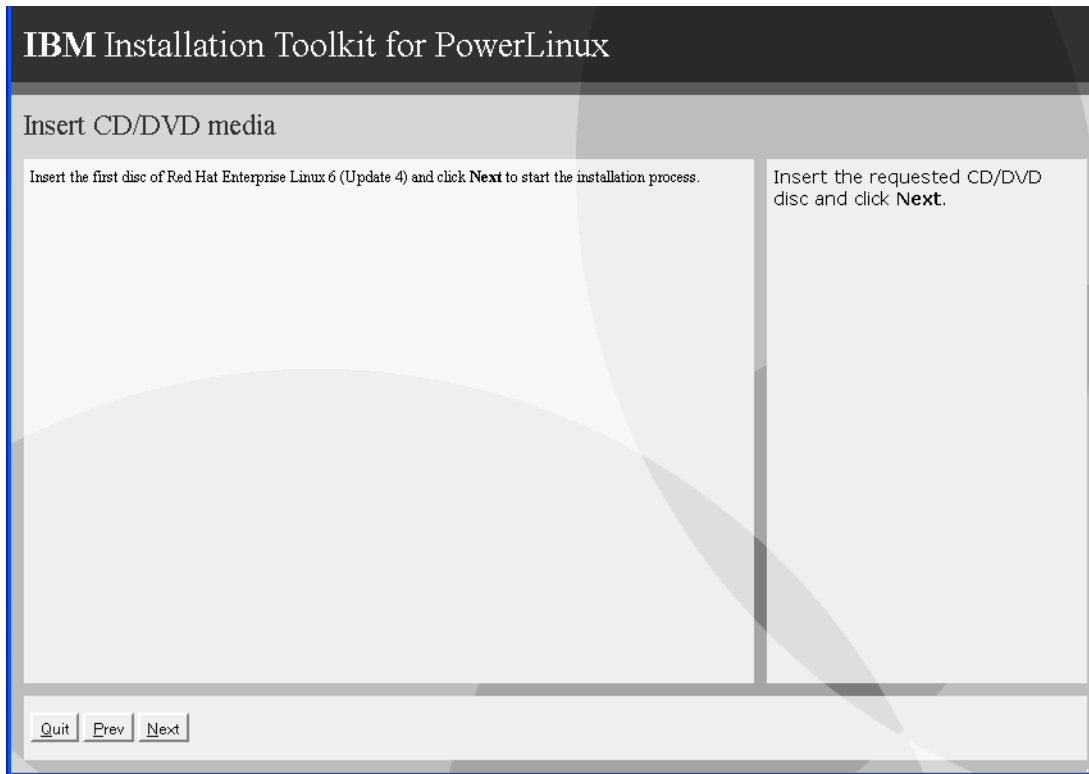 IBM Installation Toolkit for PowerLinux
Insert CD/DVD media
Insert the first disc of Red Hat Enterprise Linux 6 (Update 4) and click Next to start the installation process.
Insert the requested CD/DVD
disc and click Next.
Quit Prev Next